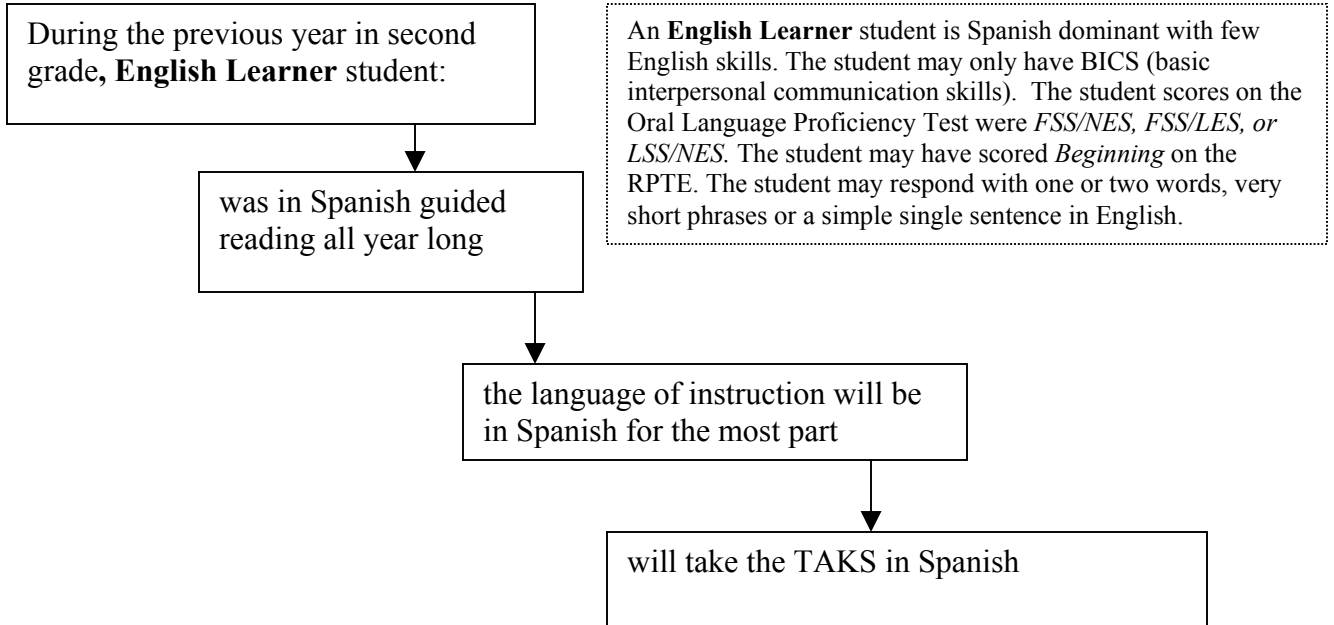 During the previous year in second
grade, English Learner student:
An English Learner student is Spanish dominant with few
English skills. The student may only have BICS (basic
interpersonal communication skills).  The student scores on the
Oral Language Proficiency Test were FSS/NES, FSS/LES, or
LSS/NES. The student may have scored Beginning on the
RPTE. The student may respond with one or two words, very
short phrases or a simple single sentence in English.
was in Spanish guided
reading all year long
the language of instruction will be
in Spanish for the most part
will take the TAKS in Spanish